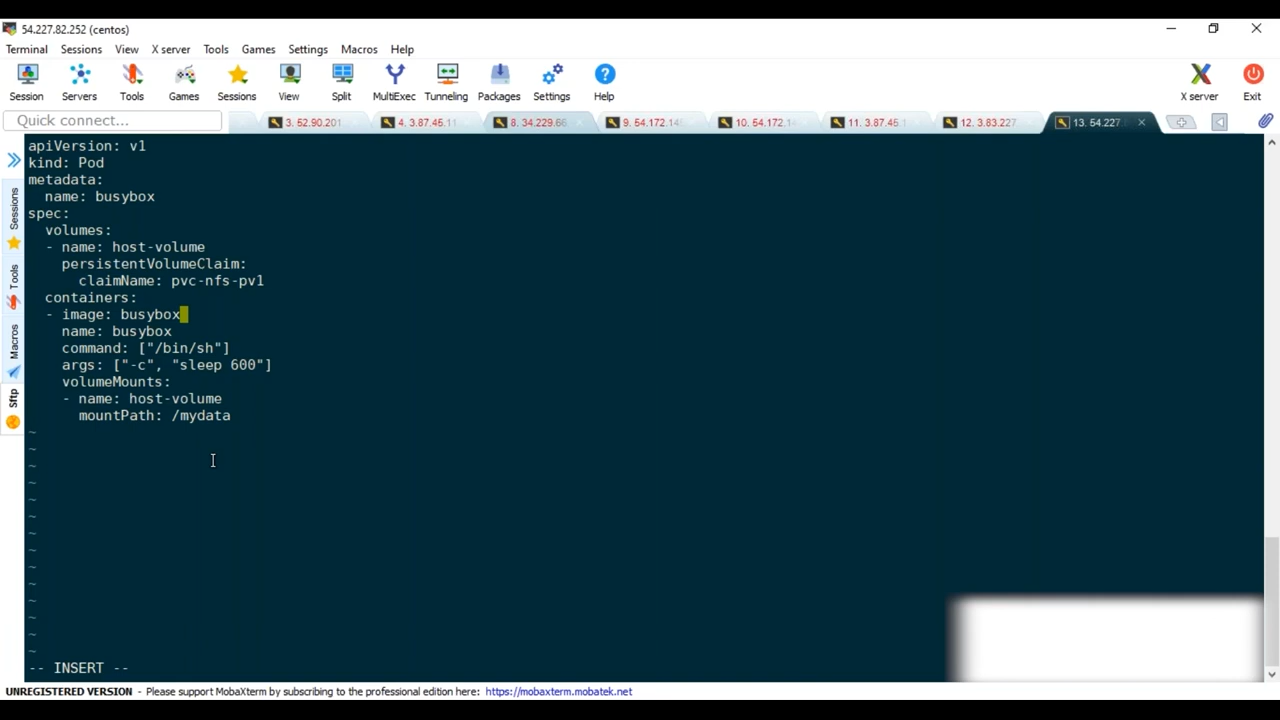 54.227.82.252 (centos)
Terminal Sessions View X server Tools Games Settings Macros Help
Session Servers Tools Games Sessions View Split MultiExec Tunneling Packages Settings Help X server Exit
Quick connect...
3. 52.90.201 4. 3.87.45.11 8. 34.229.66 9. 54.172.14 10. 54.172.1 11. 3.87.45 12. 3.83.227 13. 54.227
Sessions
Tools
Macros
Sftp
apiVersion: v1
kind: Pod
metadata:
  name: busybox
spec:
  volumes:
  - name: host-volume
    persistentVolumeClaim:
      claimName: pvc-nfs-pv1
  containers:
  - image: busybox
    name: busybox
    command: ["/bin/sh"]
    args: ["-c", "sleep 600"]
    volumeMounts:
    - name: host-volume
      mountPath: /mydata
~
~
~
~
~
~
~
~
~
~
~
~
~
~
-- INSERT --
UNREGISTERED VERSION - Please support MobaXterm by subscribing to the professional edition here: https://mobaxterm.mobatek.net